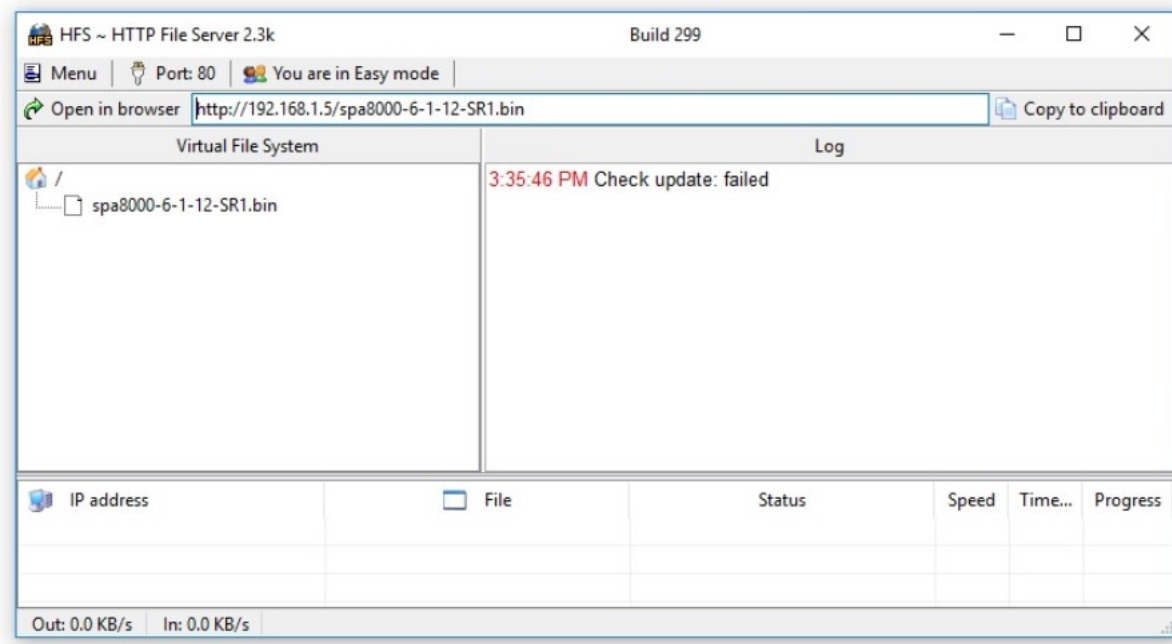 HFS ~ HTTP File Server 2.3k Build 299
Menu Port: 80 You are in Easy mode
Open in browser http://192.168.1.5/spa8000-6-1-12-SR1.bin Copy to clipboard
Virtual File System Log
/ 3:35:46 PM Check update: failed
spa8000-6-1-12-SR1.bin
IP address File Status Speed Time... Progress
Out: 0.0 KB/s In: 0.0 KB/s